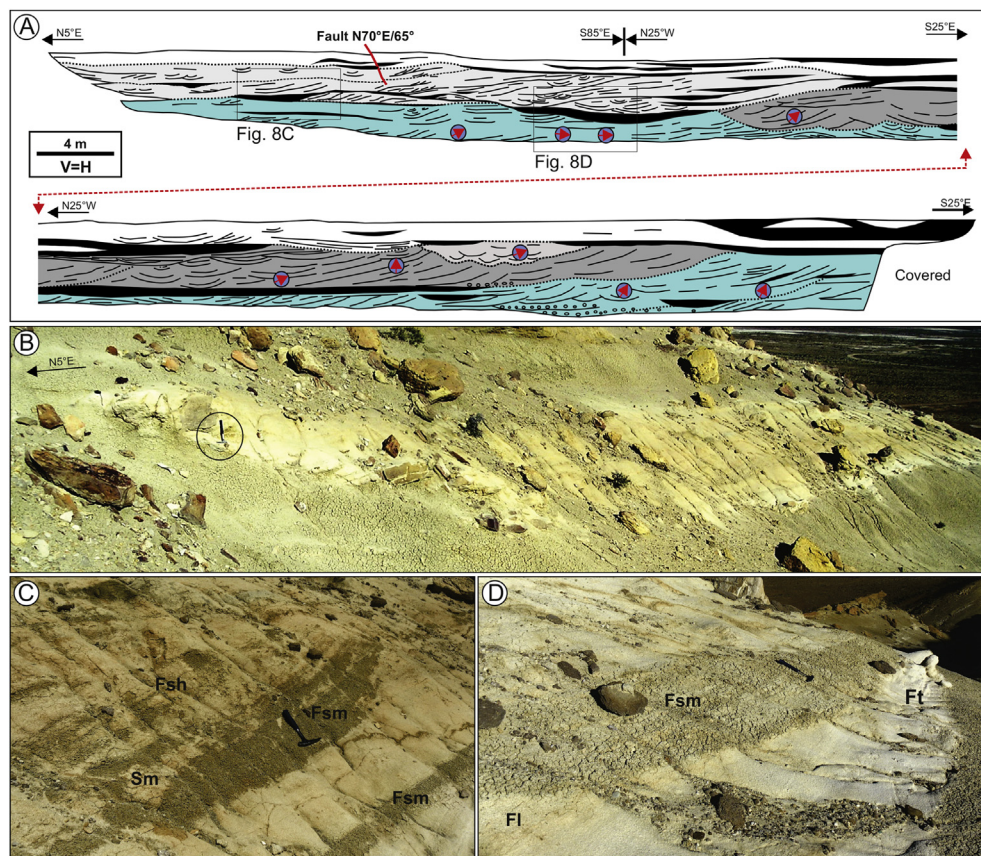 A
N5°E
Fault N70°E/65°
S85°E
N25°W
S25°E
Fig. 8C
Fig. 8D
4 m
V=H
N25°W
S25°E
Covered
B
N5°E
C
Fsh
Fsm
Sm
Fsm
D
Fsm
Ft
Fl